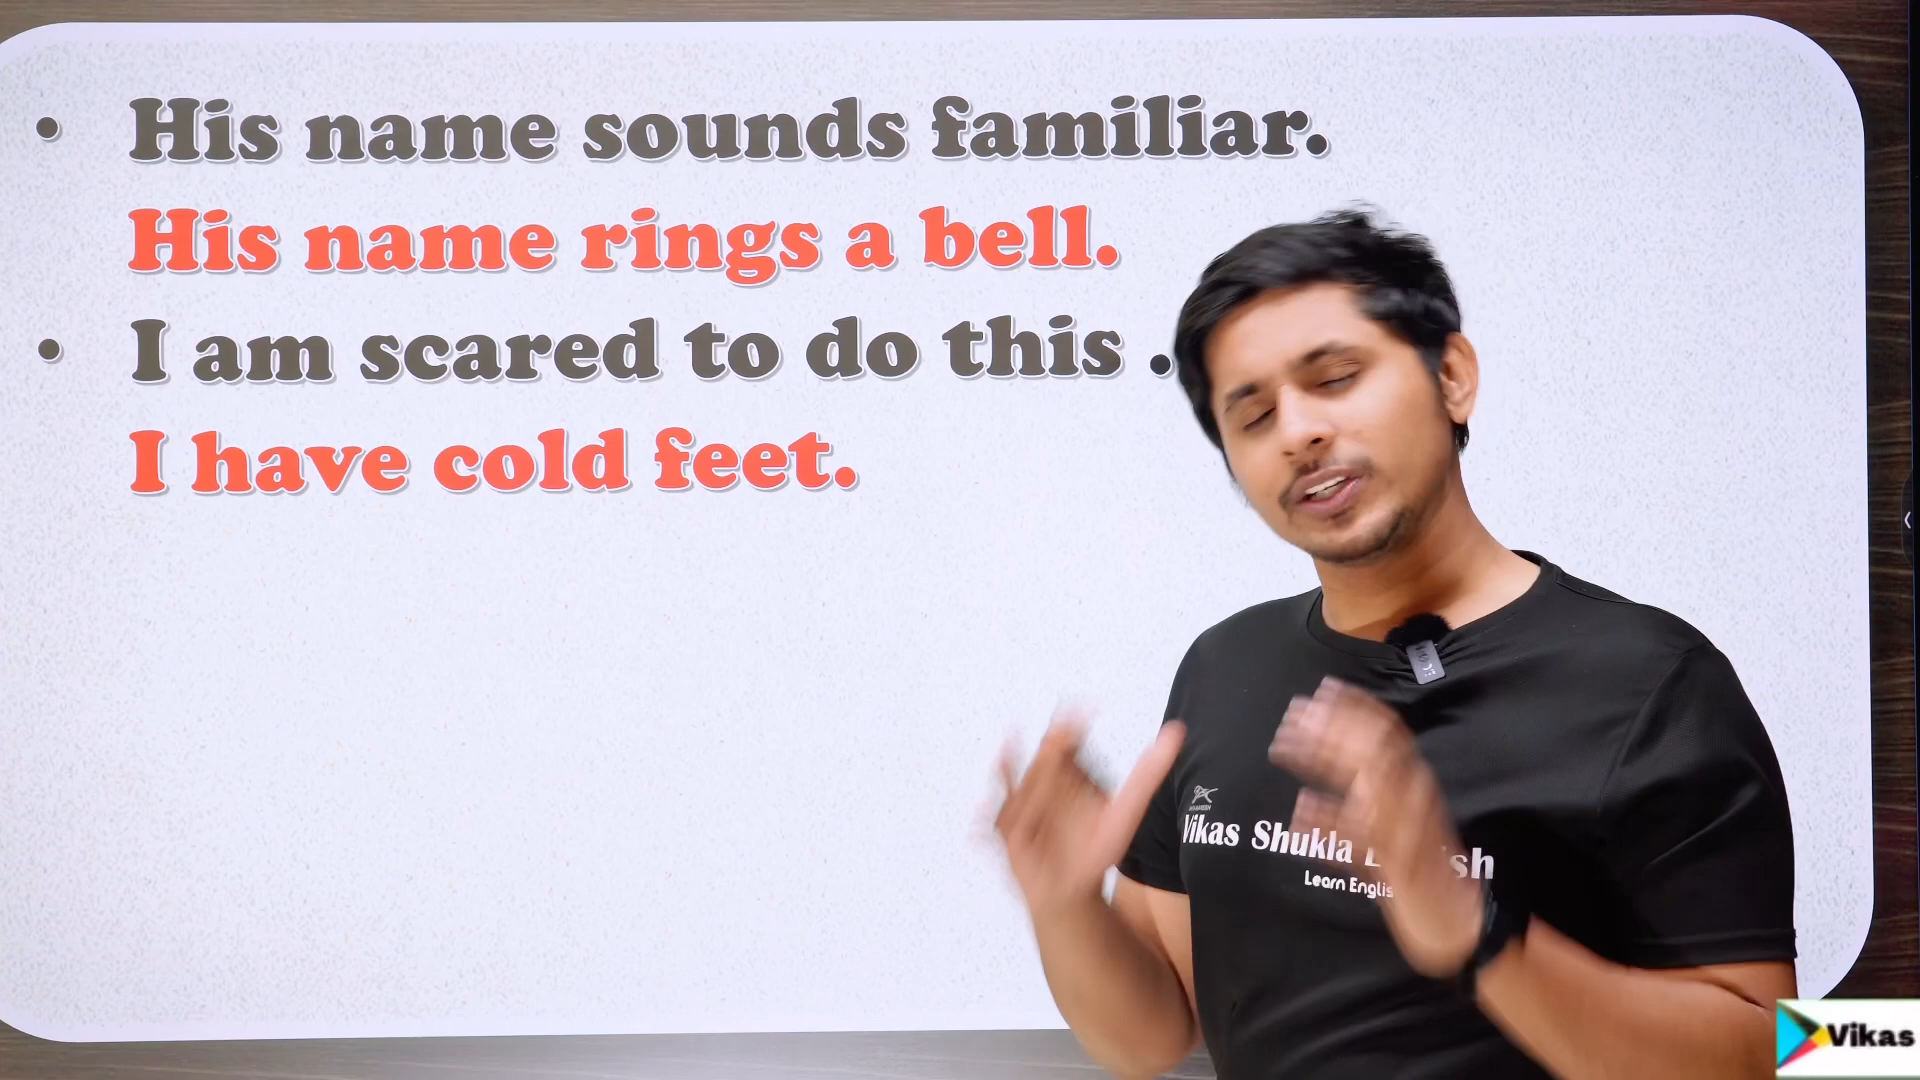 • His name sounds familiar.
His name rings a bell.
• I am scared to do this .
I have cold feet.
Vikas Shukla
Learn
Vikas